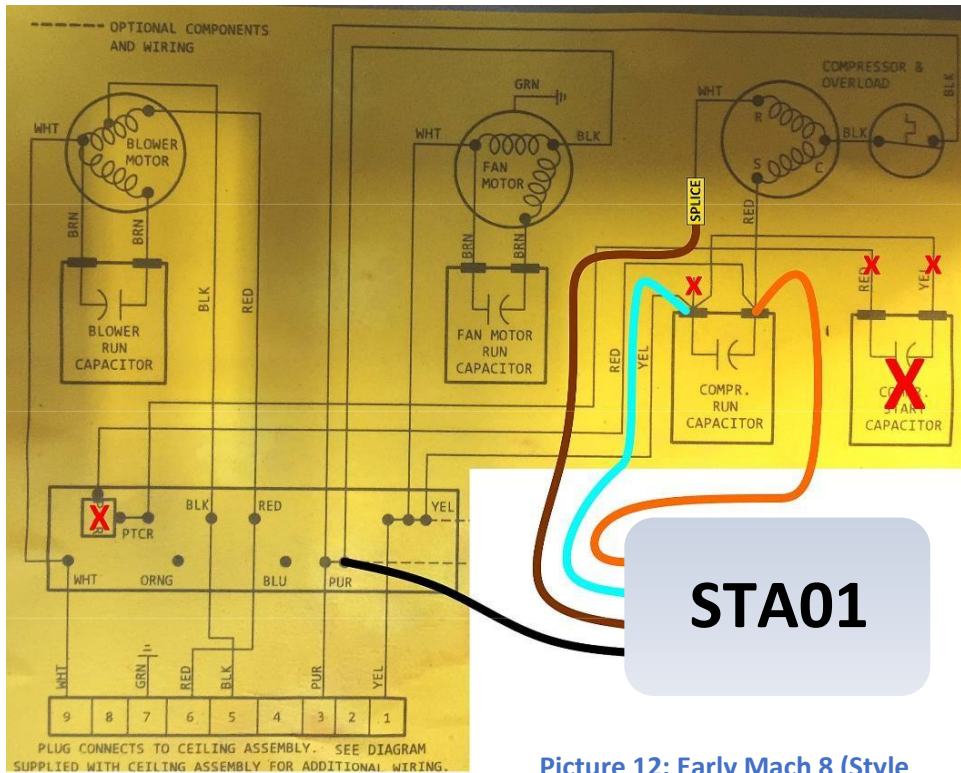 OPTIONAL COMPONENTS
AND WIRING
GRN
COMPRESSOR &
OVERLOAD
WHT
BLOWER
MOTOR
WHT
FAN
MOTOR
BLK
WHT
R
BLK
S
C
BLK
BRN
BRN
BRN
BRN
SPLICE
RED
X
X
X
RED
YEL
BLOWER
RUN
CAPACITOR
BLK
RED
FAN MOTOR
RUN
CAPACITOR
RED
YEL
COMPR.
RUN
CAPACITOR
X
COMPR.
START
CAPACITOR
X
PTCR
BLK
RED
YEL
WHT
ORNG
BLU
PUR
STA01
WHT
GRN
RED
BLK
PUR
YEL
9 8 7 6 5 4 3 2 1
PLUG CONNECTS TO CEILING ASSEMBLY. SEE DIAGRAM
SUPPLIED WITH CEILING ASSEMBLY FOR ADDITIONAL WIRING.
Picture 12: Early Mach 8 (Style